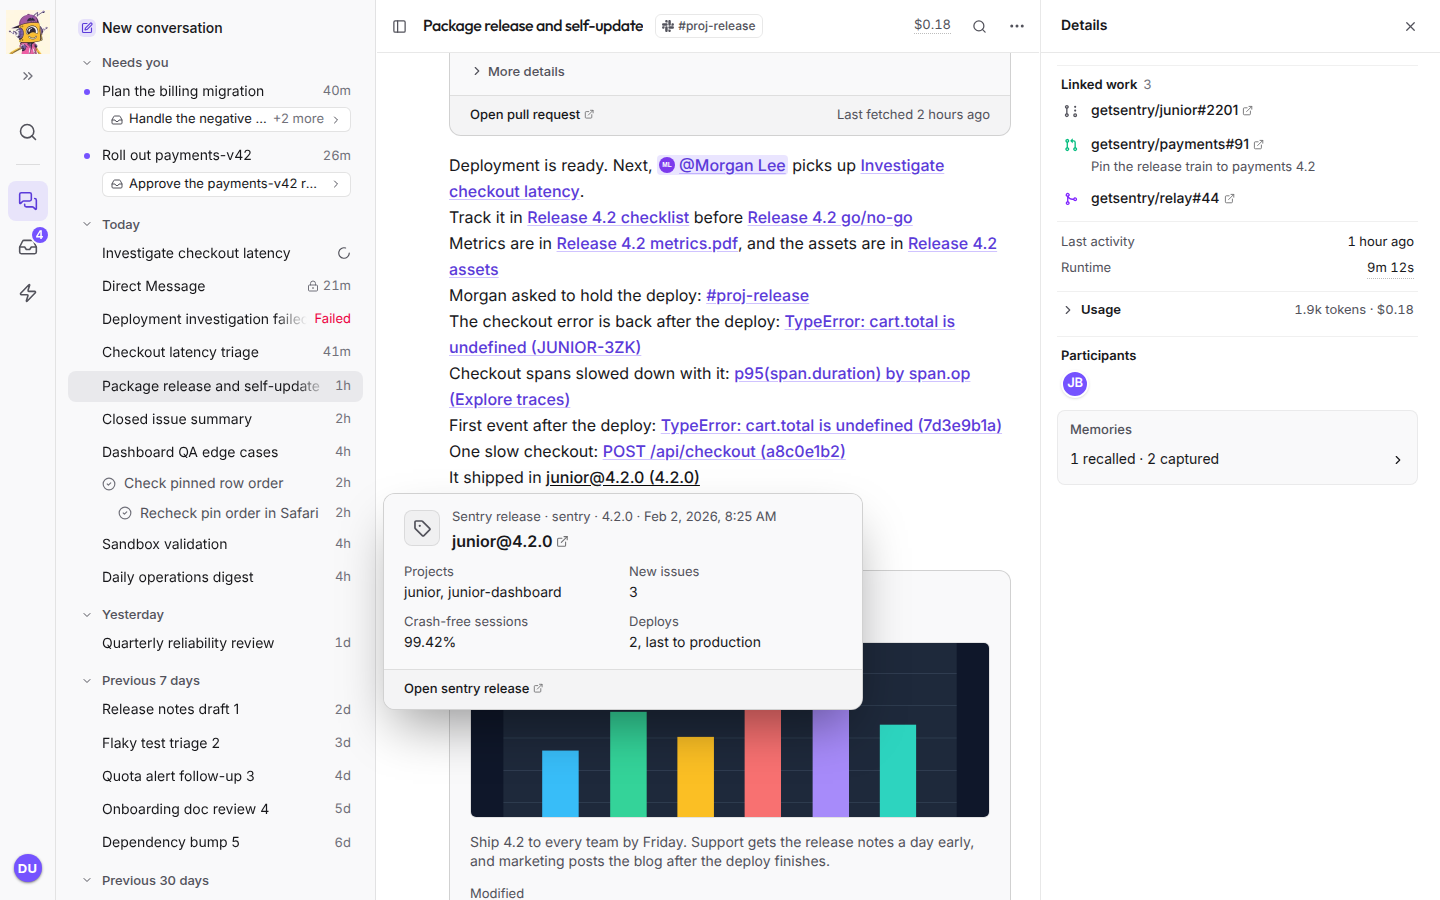 New conversation
Needs you
Plan the billing migration 40m
Handle the negative ... +2 more
Roll out payments-v42 26m
Approve the payments-v42 r...
Today
Investigate checkout latency
Direct Message 21m
Deployment investigation failed Failed
Checkout latency triage 41m
Package release and self-update 1h
Closed issue summary 2h
Dashboard QA edge cases 4h
Check pinned row order 2h
Recheck pin order in Safari 2h
Sandbox validation 4h
Daily operations digest 4h
Yesterday
Quarterly reliability review 1d
Previous 7 days
Release notes draft 1 2d
Flaky test triage 2 3d
Quota alert follow-up 3 4d
Onboarding doc review 4 5d
Dependency bump 5 6d
Previous 30 days
4
DU
Package release and self-update #proj-release $0.18
More details
Open pull request Last fetched 2 hours ago
Deployment is ready. Next, ML @Morgan Lee picks up Investigate
checkout latency.
Track it in Release 4.2 checklist before Release 4.2 go/no-go
Metrics are in Release 4.2 metrics.pdf, and the assets are in Release 4.2
assets
Morgan asked to hold the deploy: #proj-release
The checkout error is back after the deploy: TypeError: cart.total is
undefined (JUNIOR-3ZK)
Checkout spans slowed down with it: p95(span.duration) by span.op
(Explore traces)
First event after the deploy: TypeError: cart.total is undefined (7d3e9b1a)
One slow checkout: POST /api/checkout (a8c0e1b2)
It shipped in junior@4.2.0 (4.2.0)
Sentry release · sentry · 4.2.0 · Feb 2, 2026, 8:25 AM
junior@4.2.0
Projects New issues
junior, junior-dashboard 3
Crash-free sessions Deploys
99.42% 2, last to production
Open sentry release
Ship 4.2 to every team by Friday. Support gets the release notes a day early,
and marketing posts the blog after the deploy finishes.
Modified
Details
Linked work 3
getsentry/junior#2201
getsentry/payments#91
Pin the release train to payments 4.2
getsentry/relay#44
Last activity 1 hour ago
Runtime 9m 12s
Usage 1.9k tokens · $0.18
Participants
JB
Memories
1 recalled · 2 captured